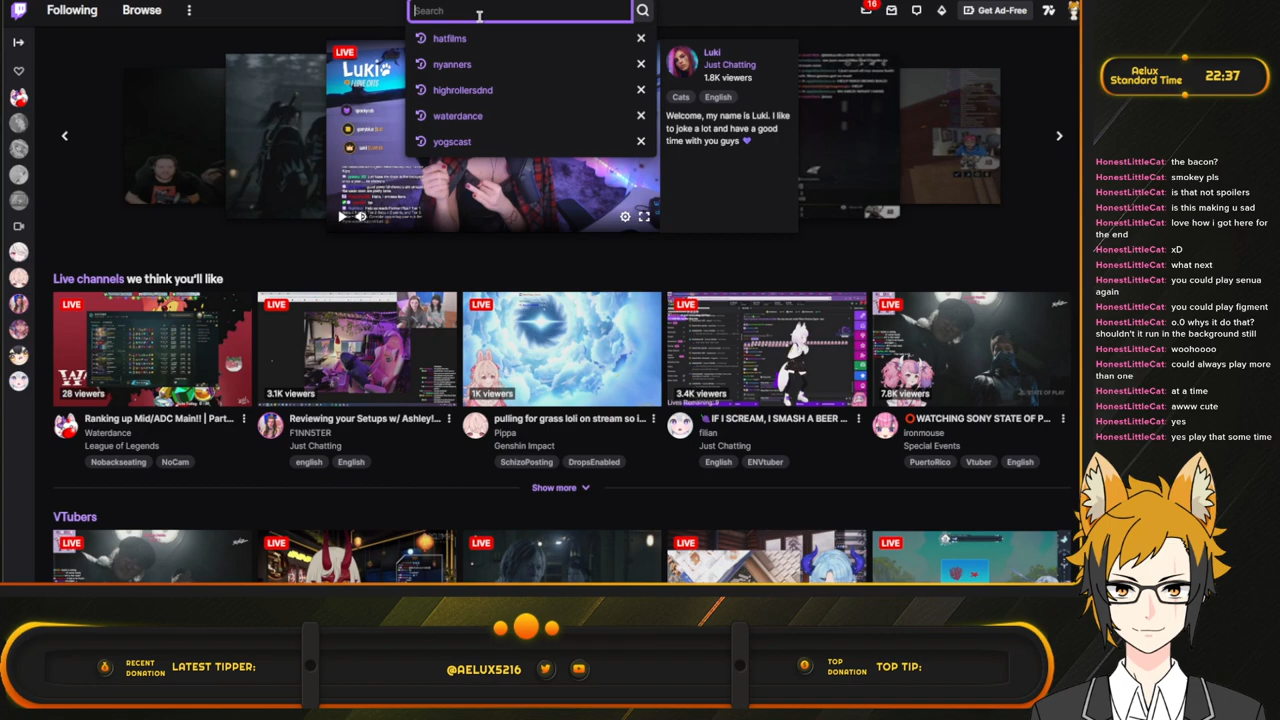 Following
Browse
Search
16
Get Ad-Free
hatfilms
nyanners
highrollersdnd
waterdance
yogscast
LIVE
Luki
I LOVE CATS
Luki
Just Chatting
1.8K viewers
Cats
English
Welcome, my name is Luki. I like
to joke a lot and have a good
time with you guys 💜
Aelux
Standard Time
22:37
HonestLittleCat: the bacon?
HonestLittleCat: smokey pls
HonestLittleCat: is that not spoilers
HonestLittleCat: is this making u sad
HonestLittleCat: love how i got here for
the end
HonestLittleCat: xD
HonestLittleCat: what next
HonestLittleCat: you could play senua
again
HonestLittleCat: you could play figment
HonestLittleCat: o.O whys it do that?
shouldn't it run in the background still
HonestLittleCat: woohoooo
HonestLittleCat: could always play more
than one
HonestLittleCat: at a time
HonestLittleCat: awww cute
HonestLittleCat: yes
HonestLittleCat: yes play that some time
Live channels we think you'll like
LIVE
28 viewers
Ranking up Mid/ADC Main!! | Part...
Waterdance
League of Legends
Nobackseating
NoCam
LIVE
3.1K viewers
Reviewing your Setups w/ Ashley!...
F1NN5TER
Just Chatting
english
English
LIVE
1K viewers
pulling for grass loli on stream so i...
Pippa
Genshin Impact
SchizoPosting
DropsEnabled
LIVE
3.4K viewers
IF I SCREAM, I SMASH A BEER ...
filian
Just Chatting
English
ENVtuber
LIVE
7.8K viewers
STATE OF PLAY
⭕WATCHING SONY STATE OF P...
ironmouse
Special Events
PuertoRico
Vtuber
English
Show more
VTubers
LIVE
LIVE
LIVE
LIVE
LIVE
RECENT
DONATION
LATEST TIPPER:
@AELUX5216
TOP
DONATION
TOP TIP: